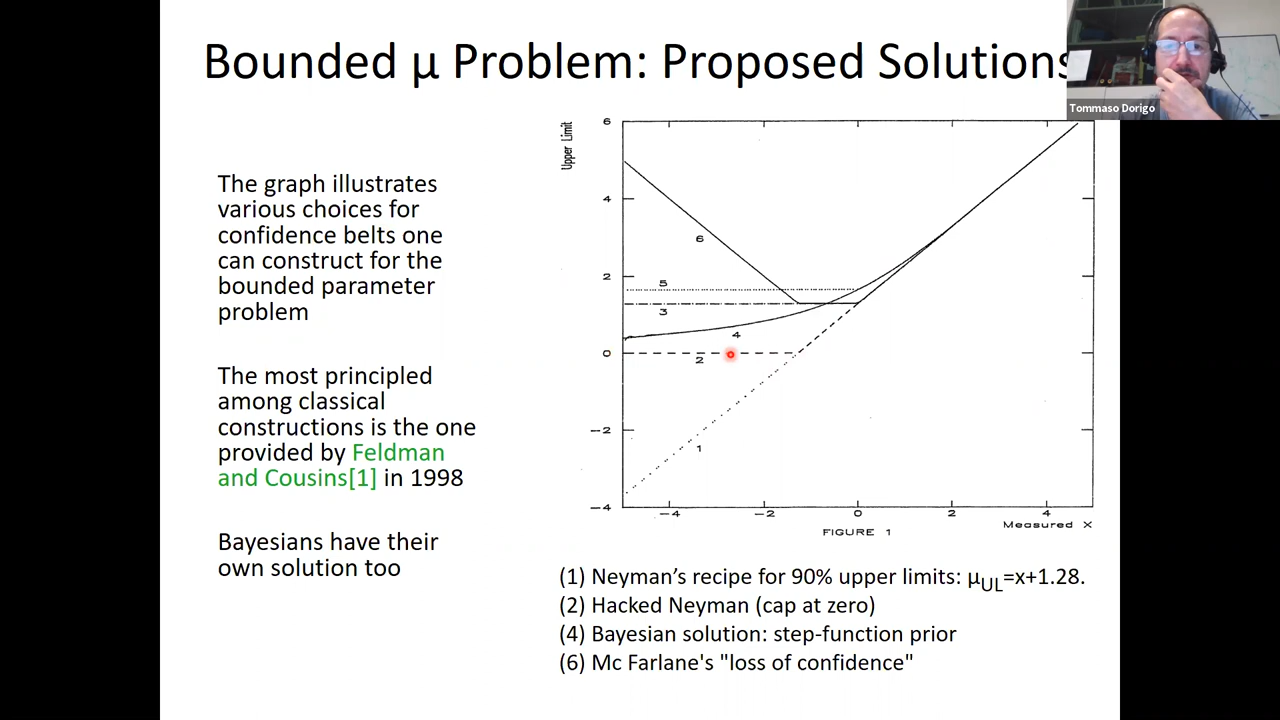 Bounded µ Problem: Proposed Solutions
Tommaso Dorigo
The graph illustrates
various choices for
confidence belts one
can construct for the
bounded parameter
problem
The most principled
among classical
constructions is the one
provided by Feldman
and Cousins[1] in 1998
Bayesians have their
own solution too
Upper Limit
6
4
2
0
−2
−4
6
5
3
4
2
1
−4 −2 0 2 4
Measured X
FIGURE 1
(1) Neyman’s recipe for 90% upper limits: µUL=x+1.28.
(2) Hacked Neyman (cap at zero)
(4) Bayesian solution: step-function prior
(6) Mc Farlane's "loss of confidence"